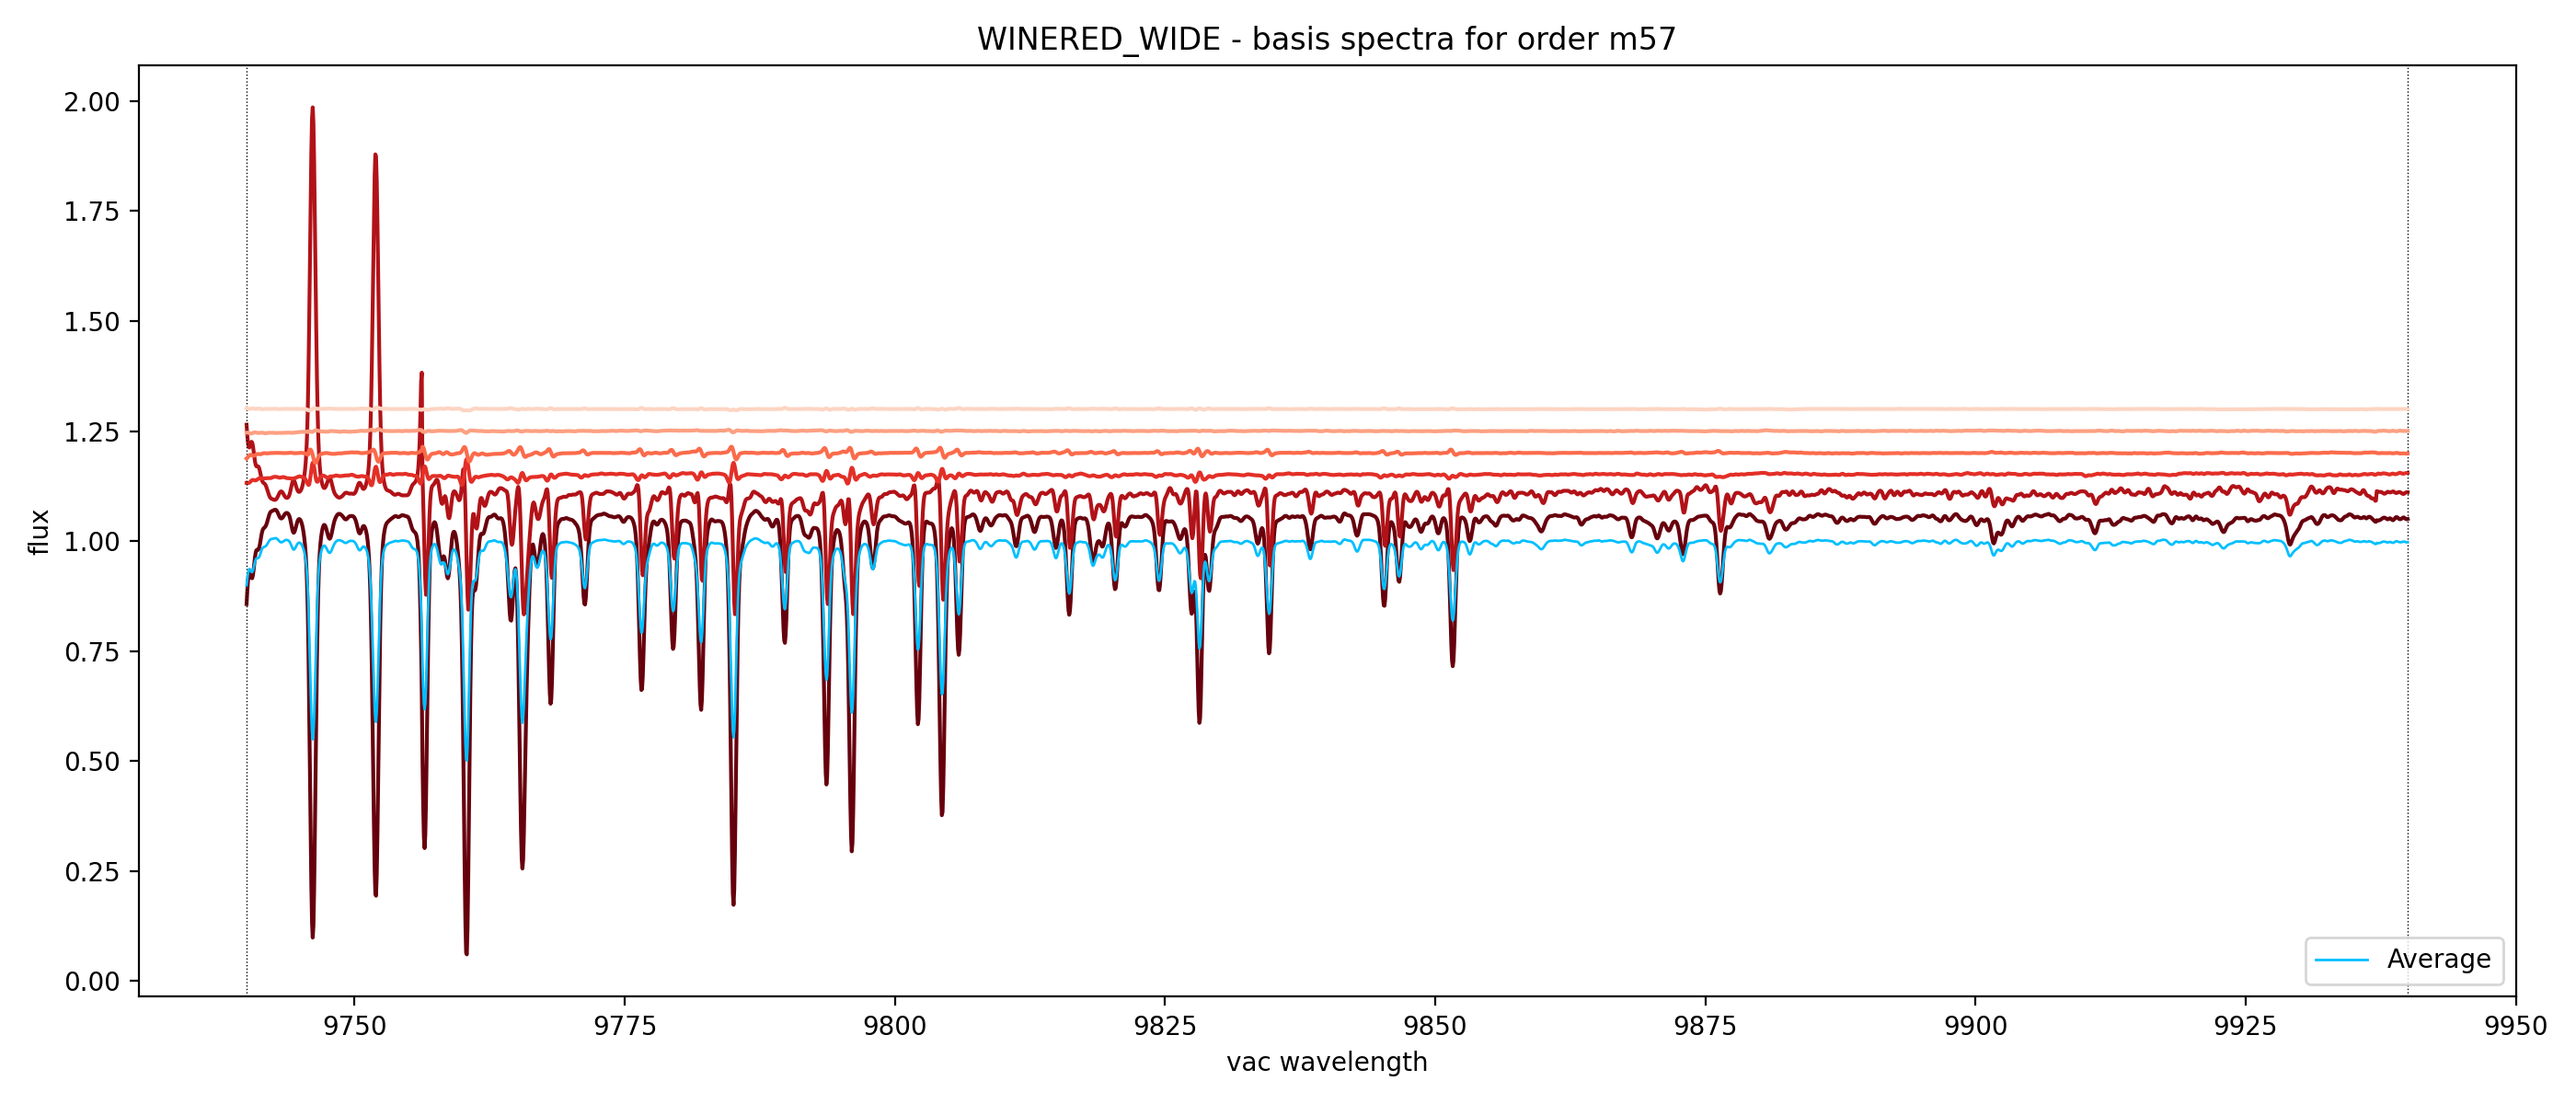 WINERED_WIDE - basis spectra for order m57
flux
2.00
1.75
1.50
1.25
1.00
0.75
0.50
0.25
0.00
Average
9750 9775 9800 9825 9850 9875 9900 9925 9950
vac wavelength